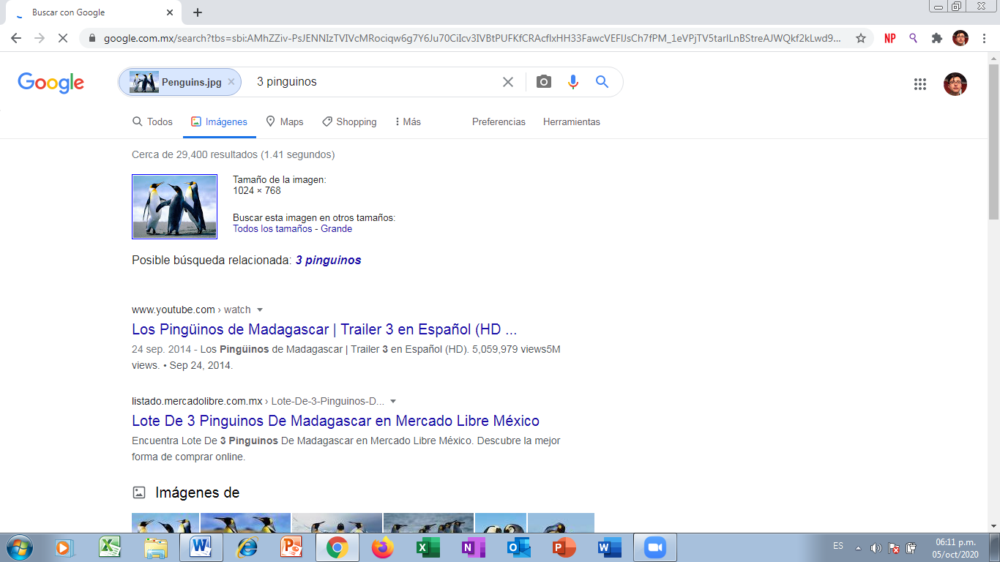 Buscar con Google
google.com.mx/search?tbs=sbi:AMhZZiv-PsJENNIzTVIVcMRociqw6g7Y6Ju70CiIcv3IVBtPUFKfCRAcfIxHH33FawcVEFlJsCh7fPM_1eVPjTV5tarILnBStreAJWQkf2kLwd9...
NP
Google
Penguins.jpg
3 pinguinos
Todos
Imágenes
Maps
Shopping
Más
Preferencias
Herramientas
Cerca de 29,400 resultados (1.41 segundos)
Tamaño de la imagen:
1024 × 768
Buscar esta imagen en otros tamaños:
Todos los tamaños - Grande
Posible búsqueda relacionada: 3 pinguinos
www.youtube.com › watch
Los Pingüinos de Madagascar | Trailer 3 en Español (HD ...
24 sep. 2014 - Los Pingüinos de Madagascar | Trailer 3 en Español (HD). 5,059,979 views5M
views. • Sep 24, 2014.
listado.mercadolibre.com.mx › Lote-De-3-Pinguinos-D...
Lote De 3 Pinguinos De Madagascar en Mercado Libre México
Encuentra Lote De 3 Pinguinos De Madagascar en Mercado Libre México. Descubre la mejor
forma de comprar online.
Imágenes de
ES
06:11 p.m.
05/oct/2020